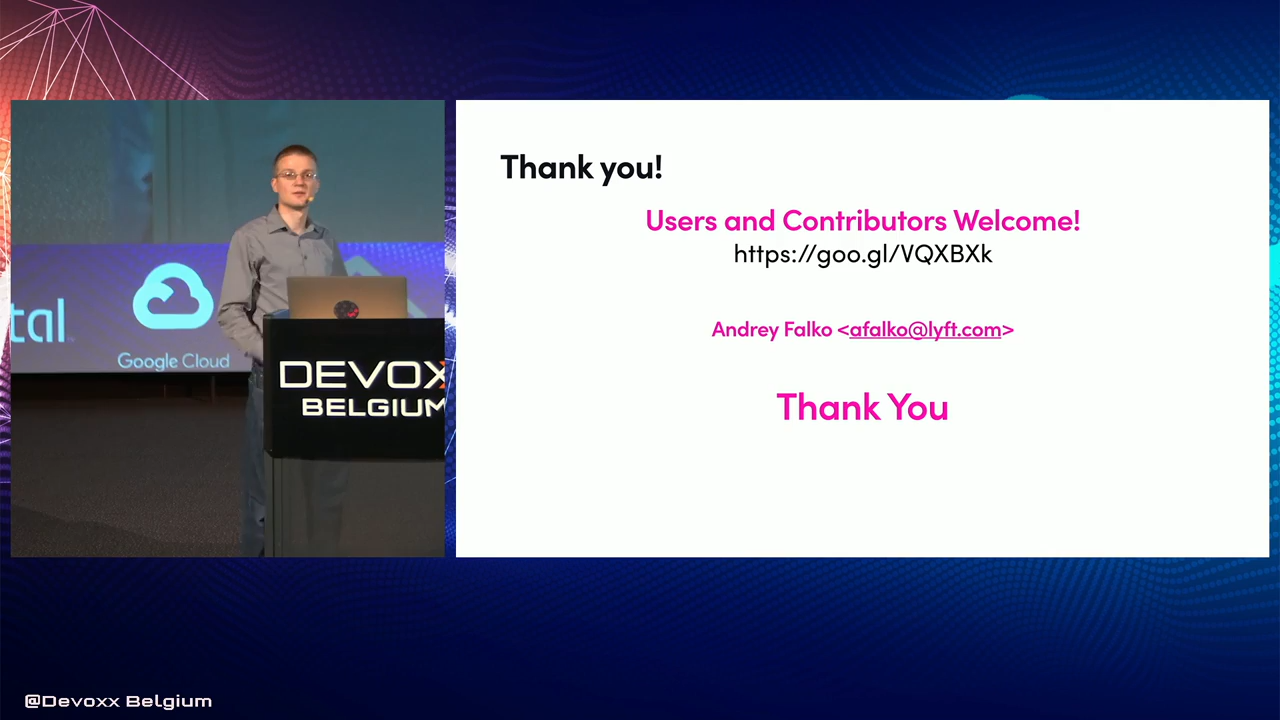 Thank you!
Users and Contributors Welcome!
https://goo.gl/VQXBXk
Andrey Falko <afalko@lyft.com>
Thank You
tal
Google Cloud
DEVOX
BELGIUM
@Devoxx Belgium